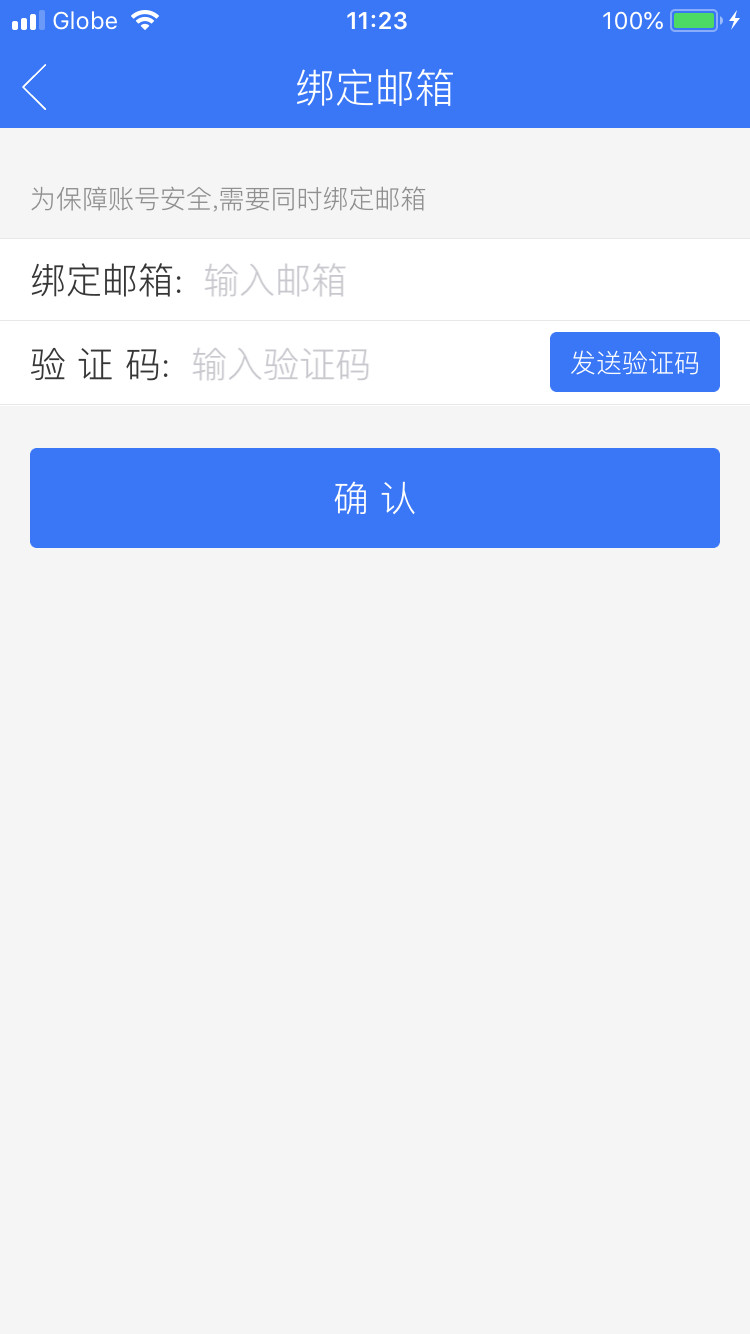 Globe 11:23 100%
绑定邮箱
为保障账号安全,需要同时绑定邮箱
绑定邮箱: 输入邮箱
验 证 码: 输入验证码 发送验证码
确 认